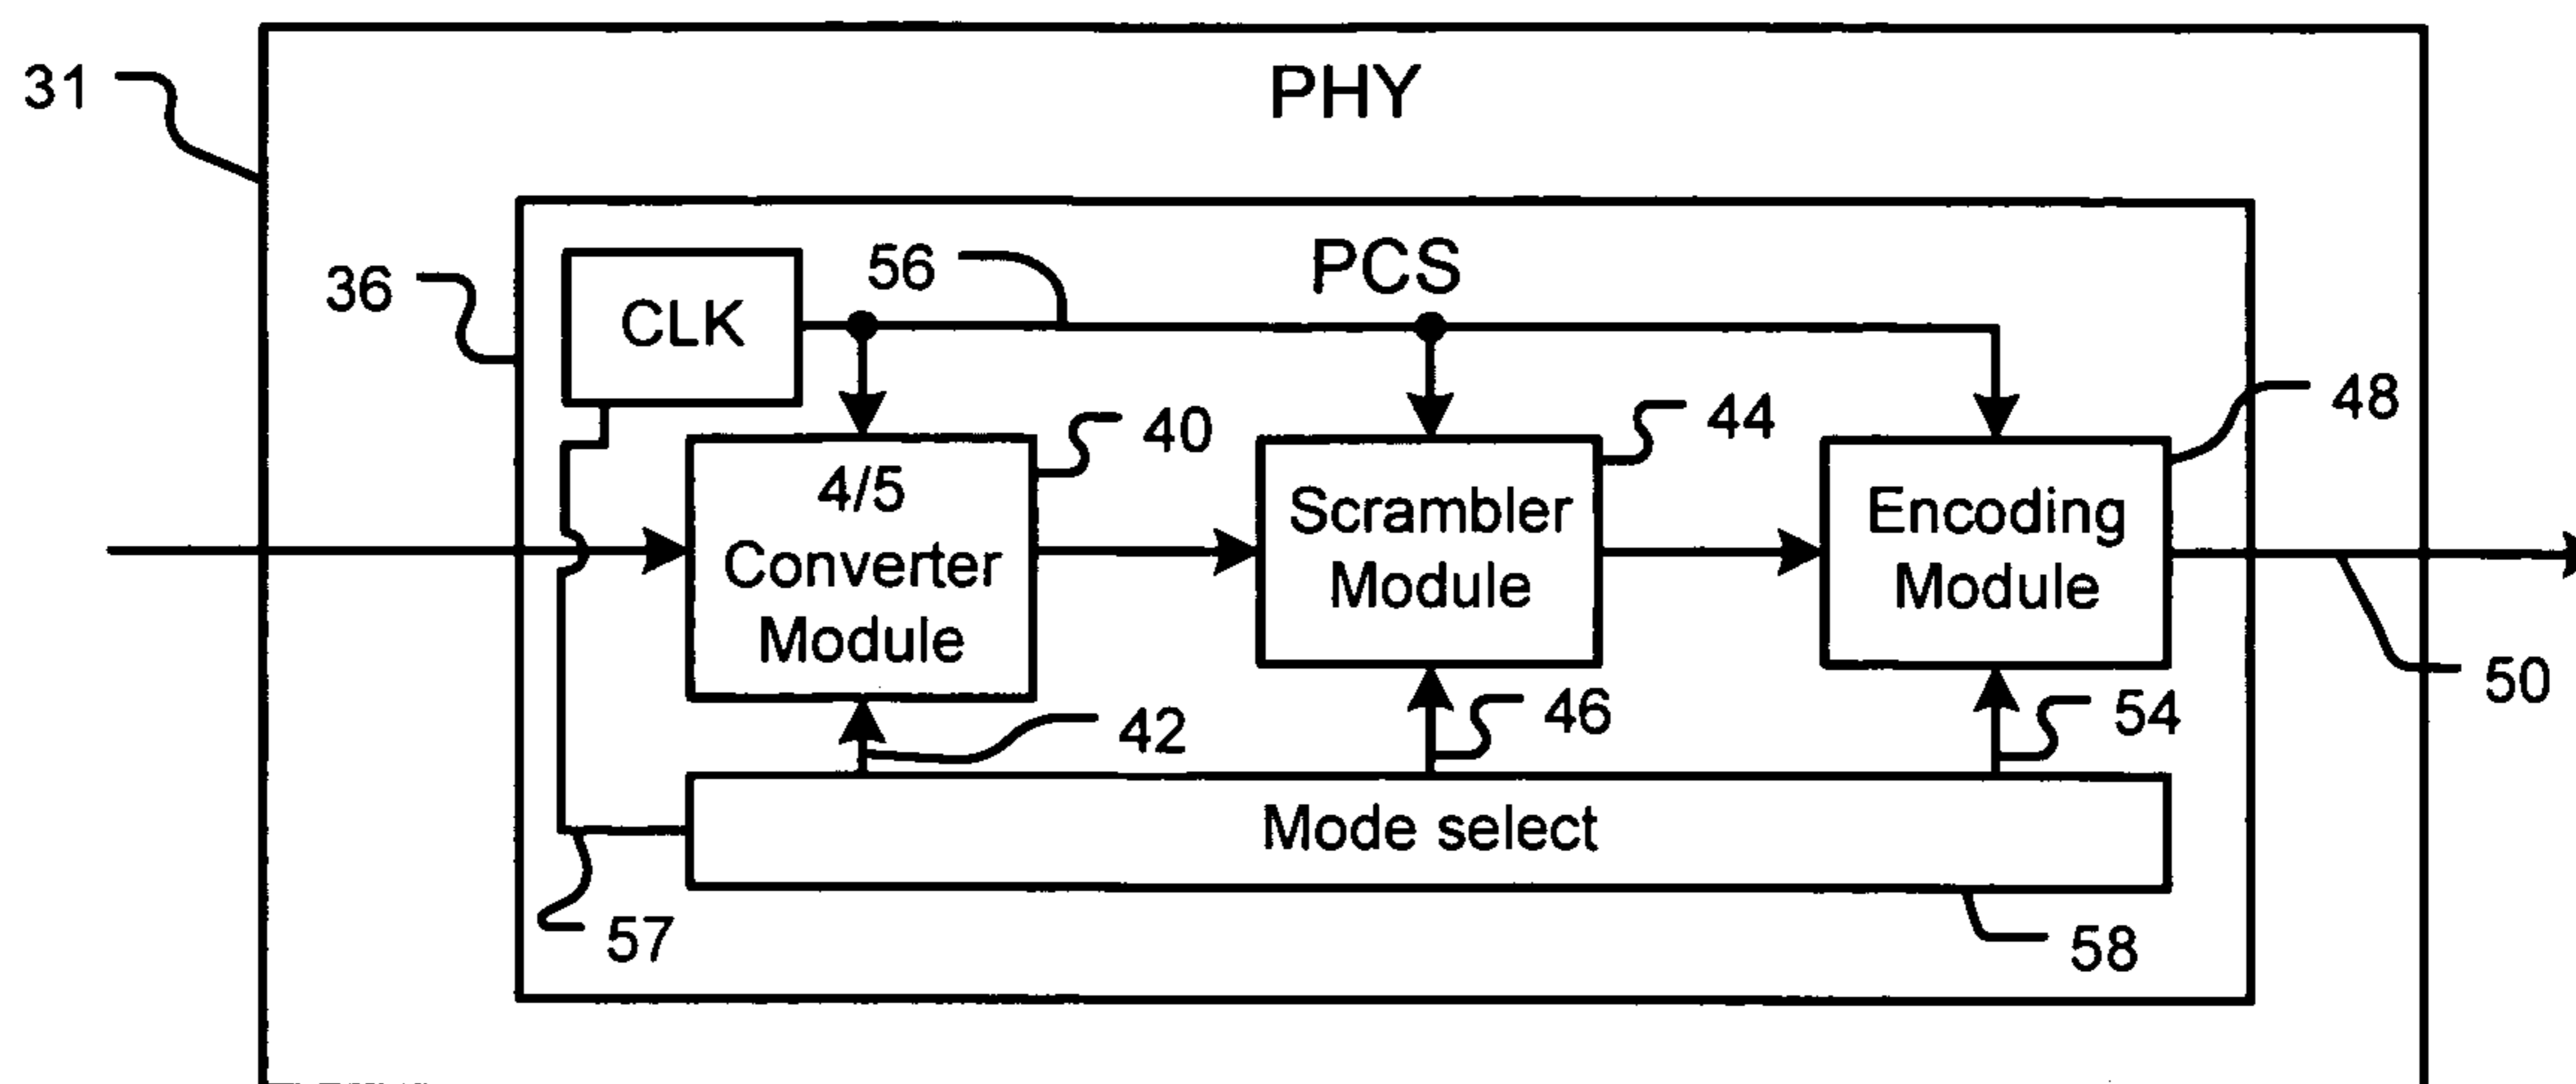 PHY
31
PCS
56
36
CLK
48
40
44
4/5
Converter
Module
Scrambler
Module
Encoding
Module
50
42
46
54
Mode select
57
58